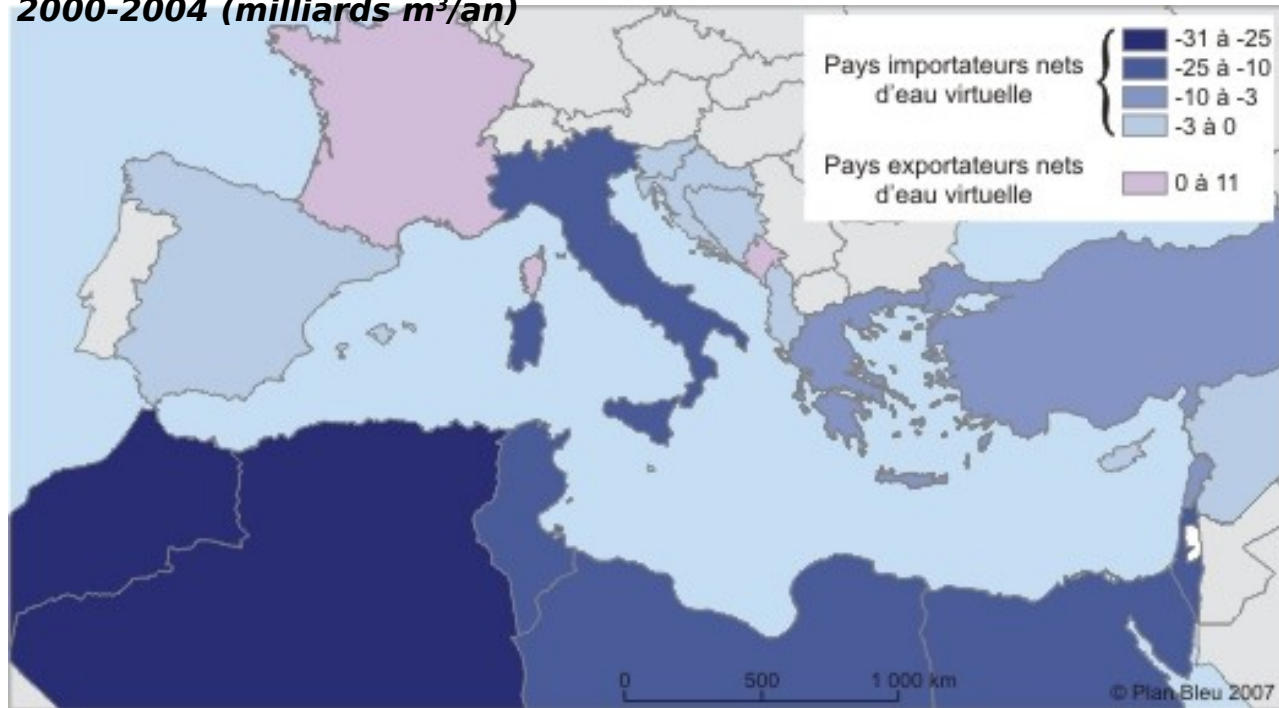 2000-2004 (milliards m³/an)
Pays importateurs nets
d'eau virtuelle
-31 à -25
-25 à -10
-10 à -3
-3 à 0
Pays exportateurs nets
d'eau virtuelle
0 à 11
0 500 1 000 km
© Plan Bleu 2007